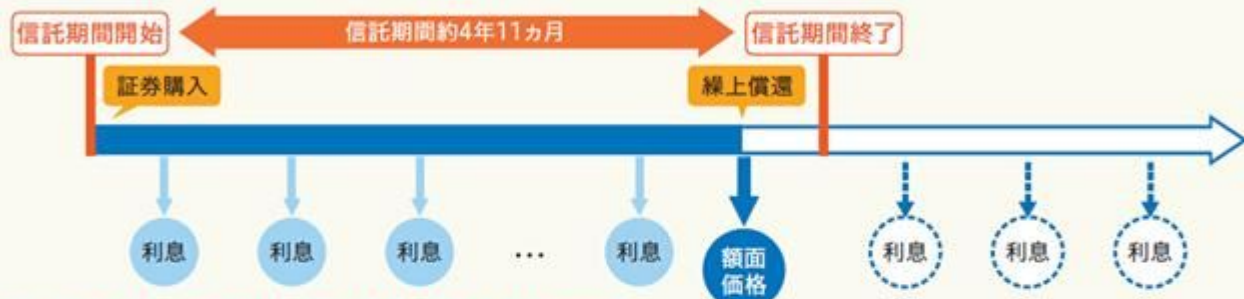 信託期間開始
信託期間約4年11ヵ月
信託期間終了
証券購入
繰上償還
利息
利息
利息
…
利息
額面
価格
利息
利息
利息